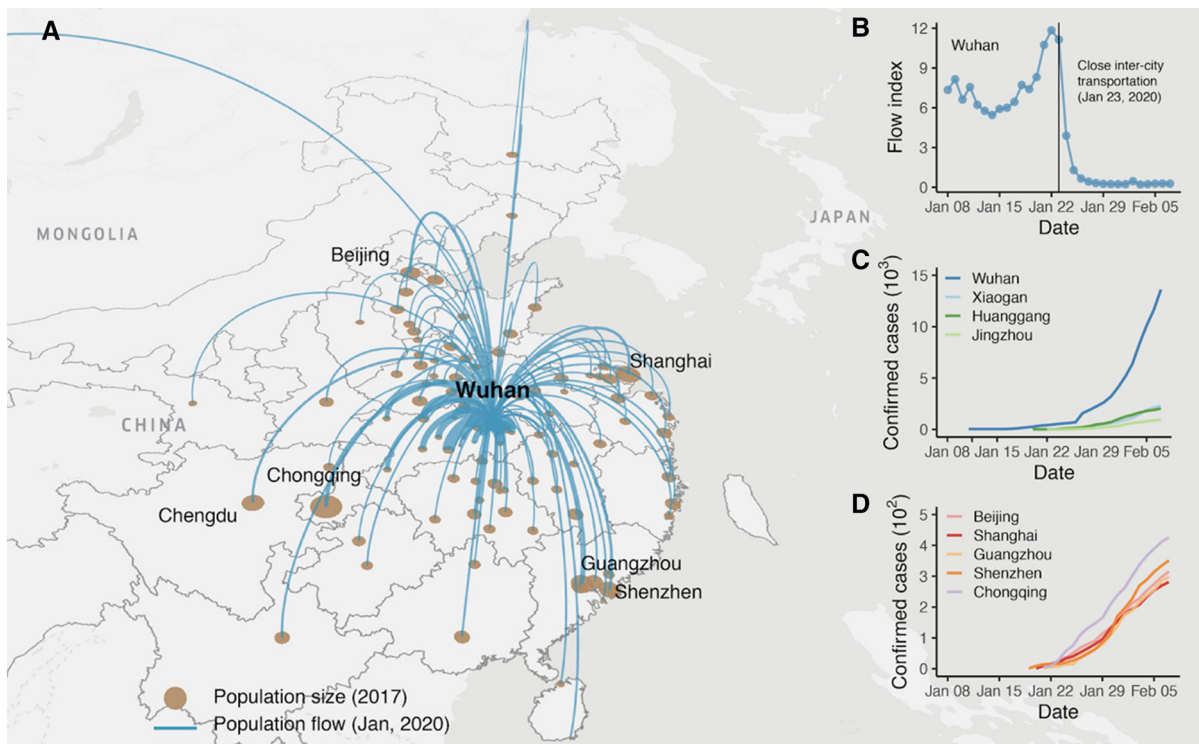 A
MONGOLIA
CHINA
JAPAN
Beijing
Shanghai
Wuhan
Chongqing
Chengdu
Guangzhou
Shenzhen
Population size (2017)
Population flow (Jan, 2020)
B
Flow index
12
9
6
3
0
Wuhan
Close inter-city
transportation
(Jan 23, 2020)
Jan 08 Jan 15 Jan 22 Jan 29 Feb 05
Date
C
Confirmed cases (10³)
15
10
5
0
Wuhan
Xiaogan
Huanggang
Jingzhou
Jan 08 Jan 15 Jan 22 Jan 29 Feb 05
Date
D
Confirmed cases (10²)
5
4
3
2
1
0
Beijing
Shanghai
Guangzhou
Shenzhen
Chongqing
Jan 08 Jan 15 Jan 22 Jan 29 Feb 05
Date